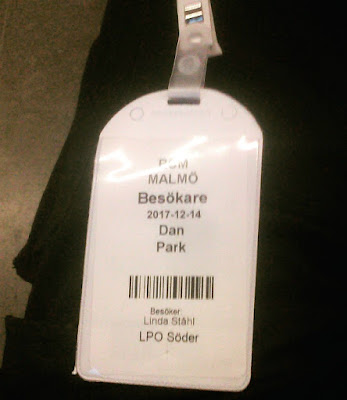 MALMÖ
Besökare
2017-12-14
Dan
Park
Besöker:
Linda Ståhl
LPO Söder